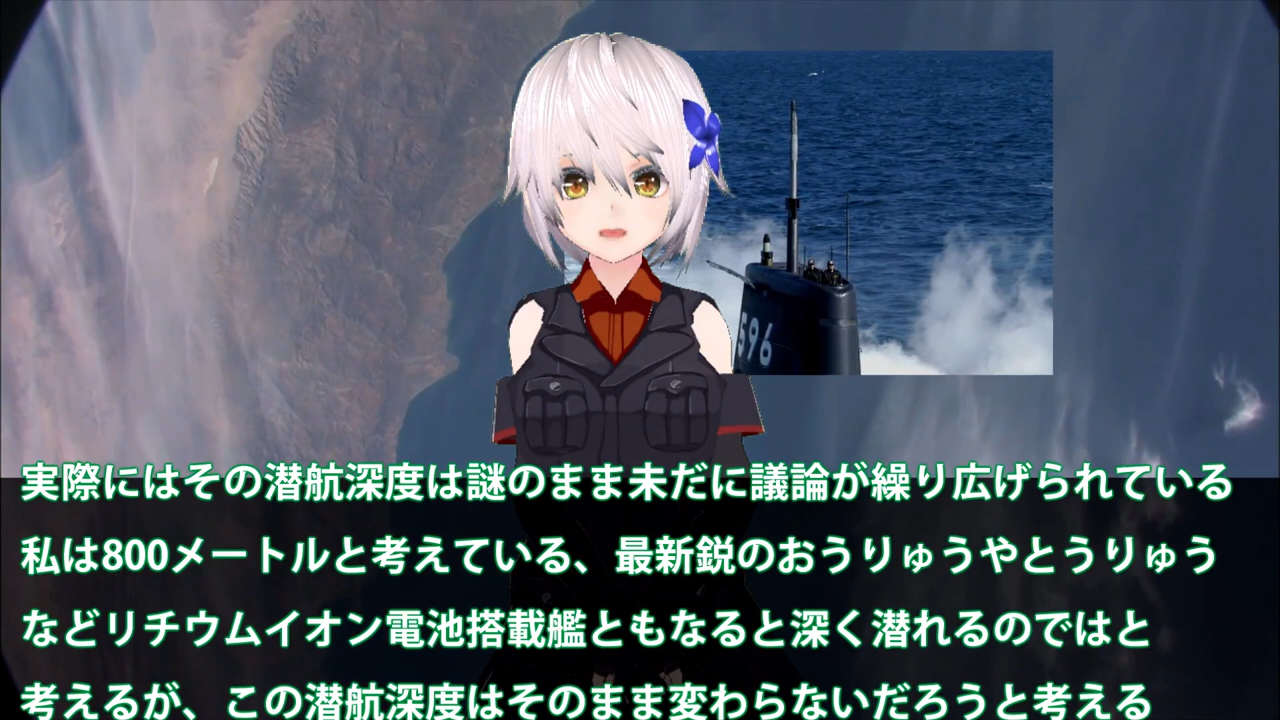 596
実際にはその潜航深度は謎のまま未だに議論が繰り広げられている
私は800メートルと考えている、最新鋭のおうりゅうやとうりゅう
などリチウムイオン電池搭載艦ともなると深く潜れるのではと
考えるが、この潜航深度はそのまま変わらないだろうと考える